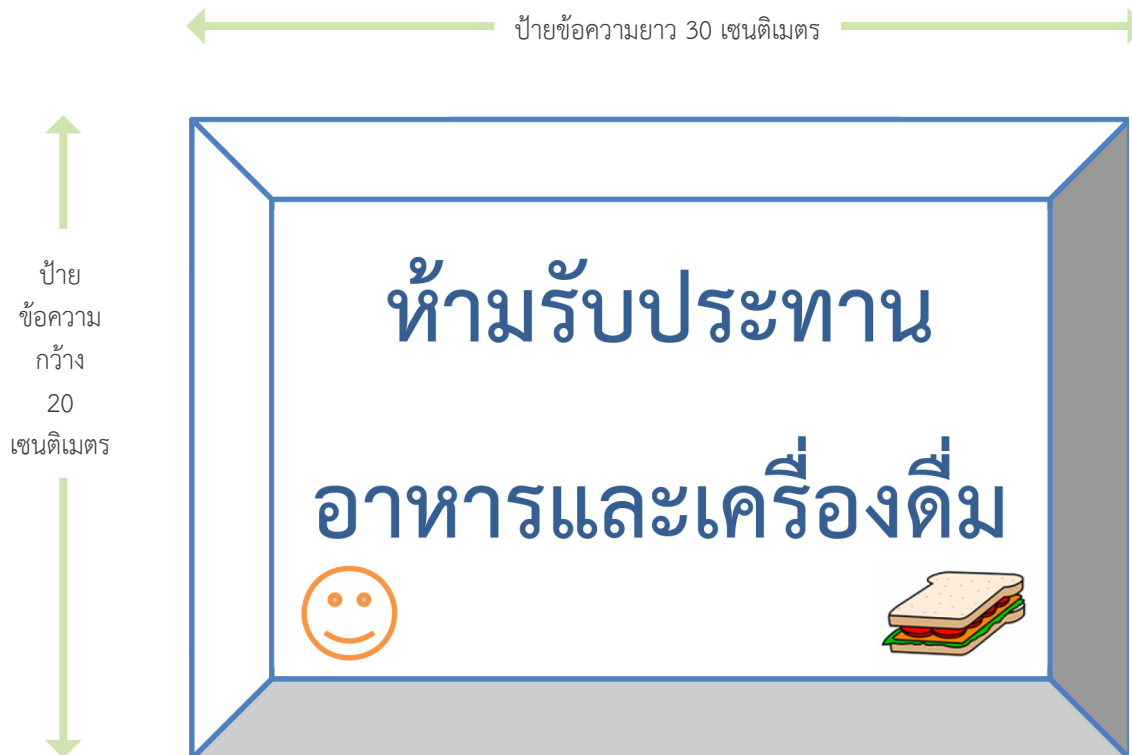 ป้ายข้อความยาว 30 เซนติเมตร
ป้าย
ข้อความ
กว้าง
20
เซนติเมตร
ห้ามรับประทาน
อาหารและเครื่องดื่ม